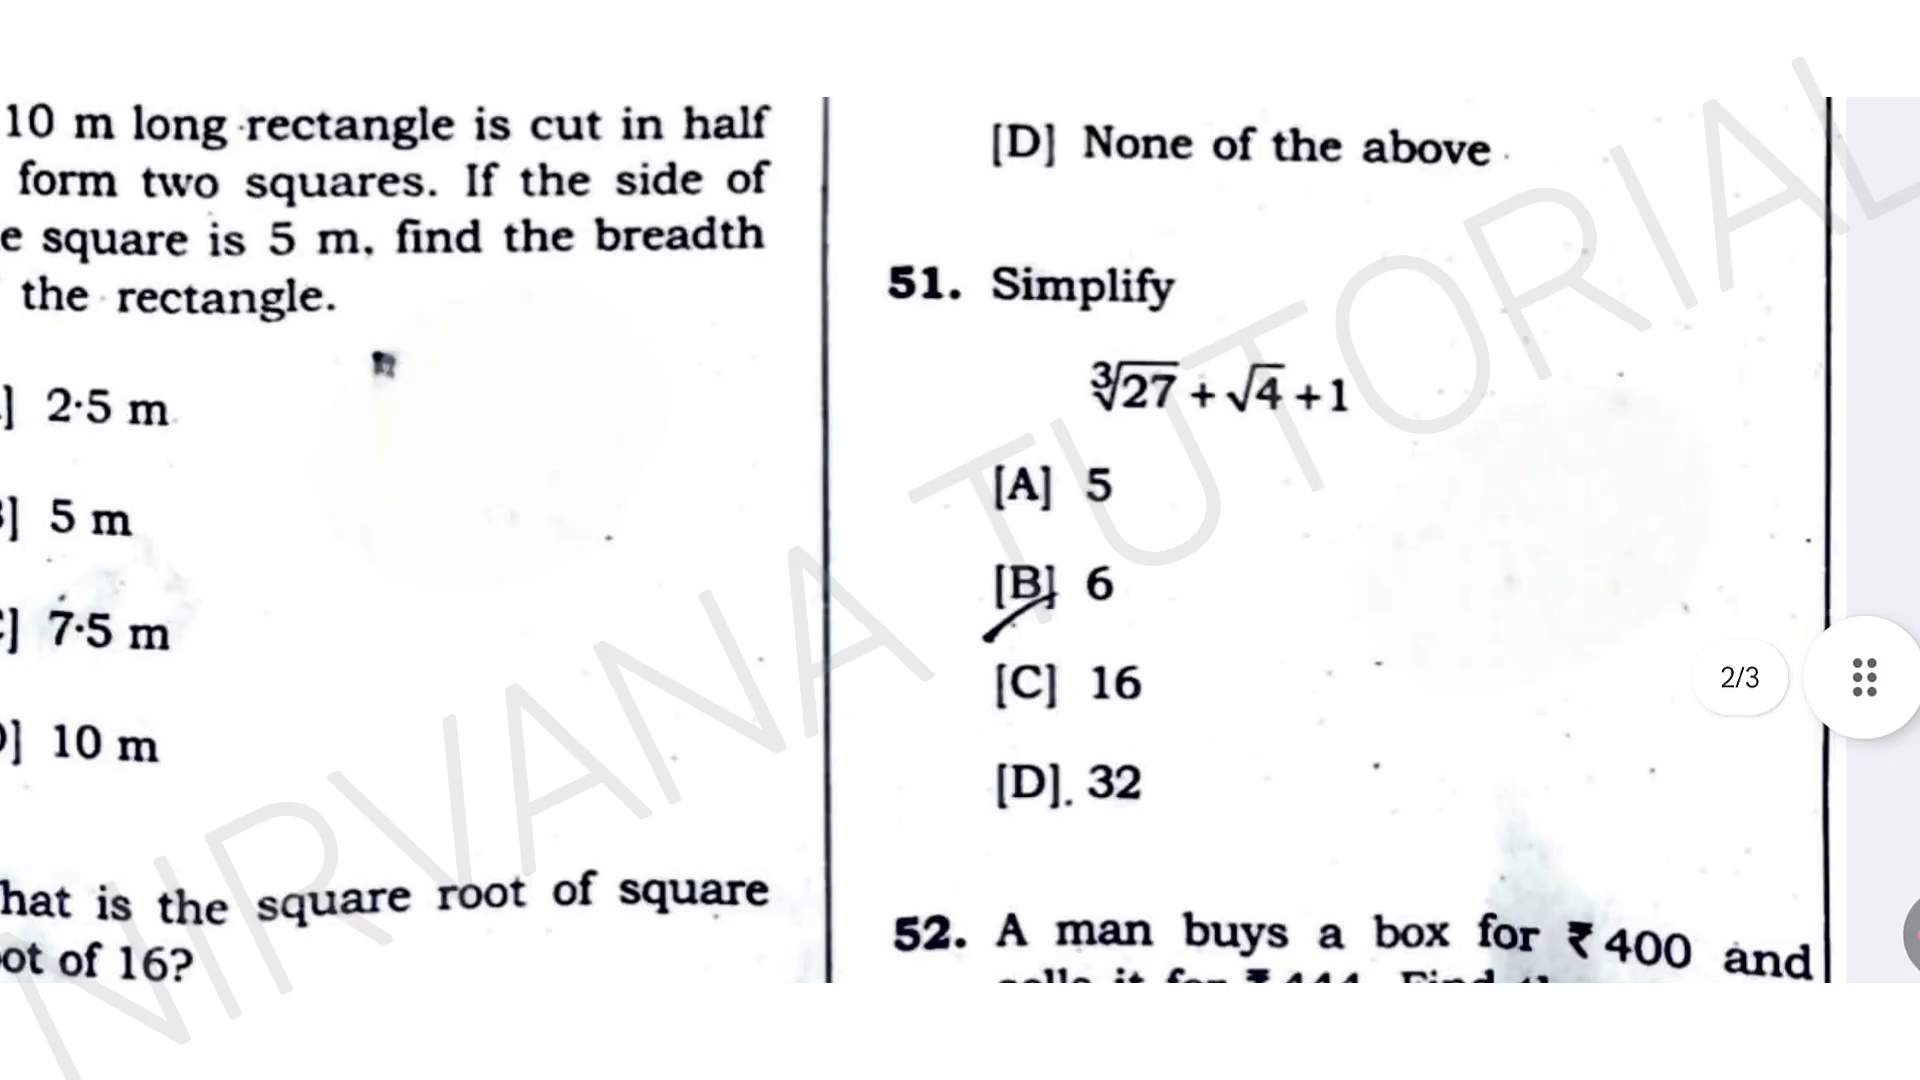 10 m long rectangle is cut in half
form two squares. If the side of
e square is 5 m, find the breadth
the rectangle.
] 2·5 m
] 5 m
] 7·5 m
] 10 m
hat is the square root of square
ot of 16?
[D] None of the above
51. Simplify
∛27 + √4 + 1
[A] 5
[B] 6
[C] 16
[D]. 32
52. A man buys a box for ₹ 400 and
2/3
NIRVANA TUTORIAL